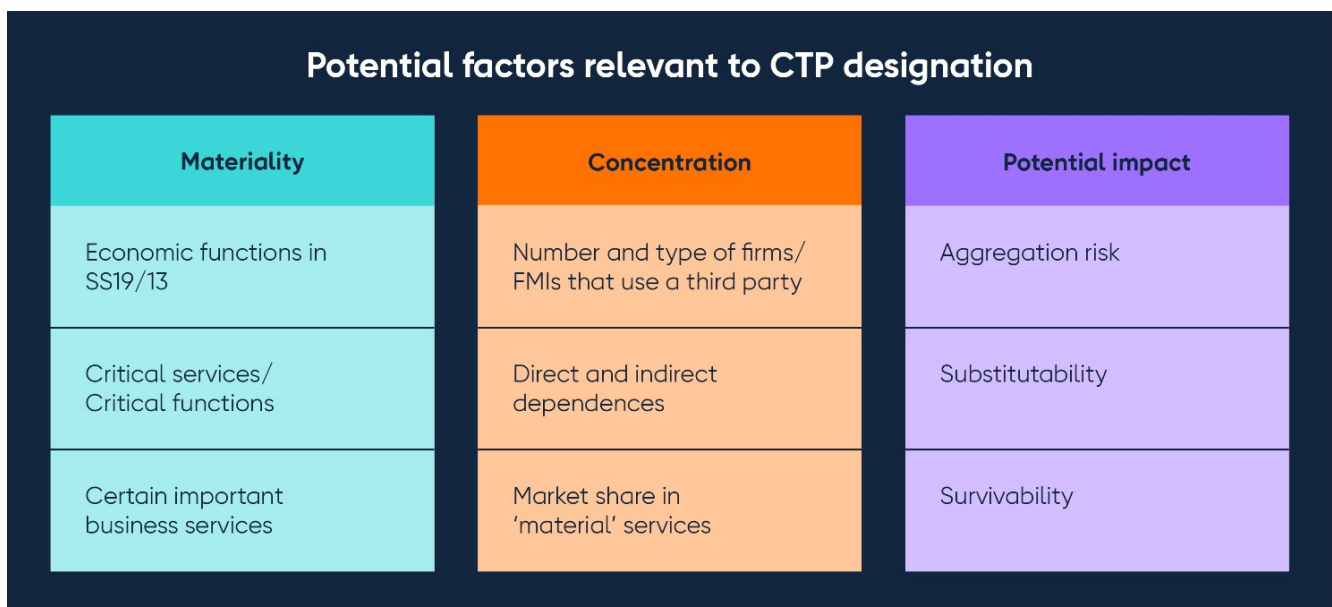 Potential factors relevant to CTP designation
Materiality
Economic functions in
SS19/13
Critical services/
Critical functions
Certain important
business services
Concentration
Number and type of firms/
FMIs that use a third party
Direct and indirect
dependences
Market share in
‘material’ services
Potential impact
Aggregation risk
Substitutability
Survivability